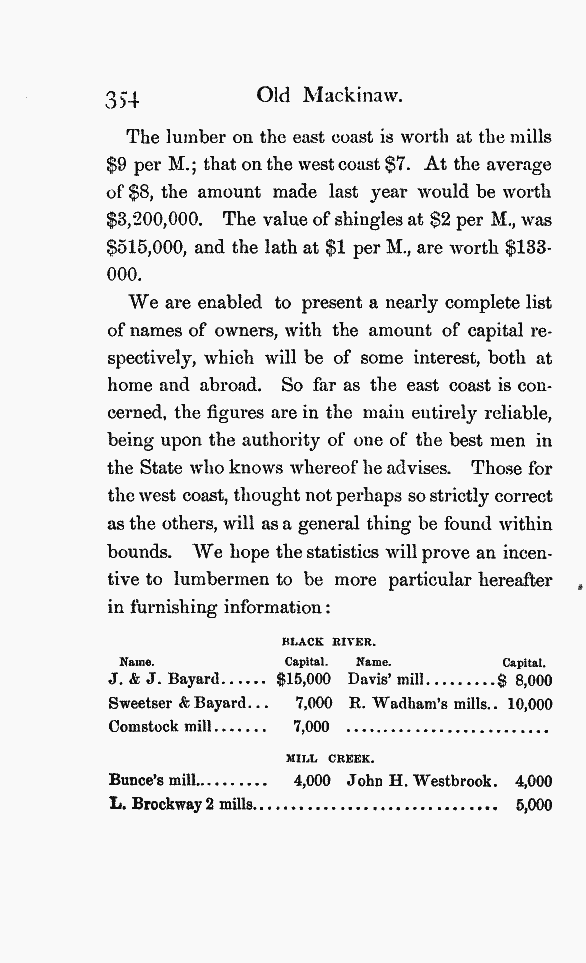 354 Old Mackinaw.
The lumber on the east coast is worth at the mills
$9 per M.; that on the west coast $7. At the average
of $8, the amount made last year would be worth
$3,200,000. The value of shingles at $2 per M., was
$515,000, and the lath at $1 per M., are worth $133-
000.
We are enabled to present a nearly complete list
of names of owners, with the amount of capital re-
spectively, which will be of some interest, both at
home and abroad. So far as the east coast is con-
cerned, the figures are in the main entirely reliable,
being upon the authority of one of the best men in
the State who knows whereof he advises. Those for
the west coast, thought not perhaps so strictly correct
as the others, will as a general thing be found within
bounds. We hope the statistics will prove an incen-
tive to lumbermen to be more particular hereafter
in furnishing information:
BLACK RIVER.
Name. Capital. Name. Capital.
J. & J. Bayard...... $15,000 Davis' mill.........$ 8,000
Sweetser & Bayard... 7,000 R. Wadham's mills.. 10,000
Comstock mill....... 7,000 ...........................
MILL CREEK.
Bunce's mill.......... 4,000 John H. Westbrook. 4,000
L. Brockway 2 mills................................ 5,000